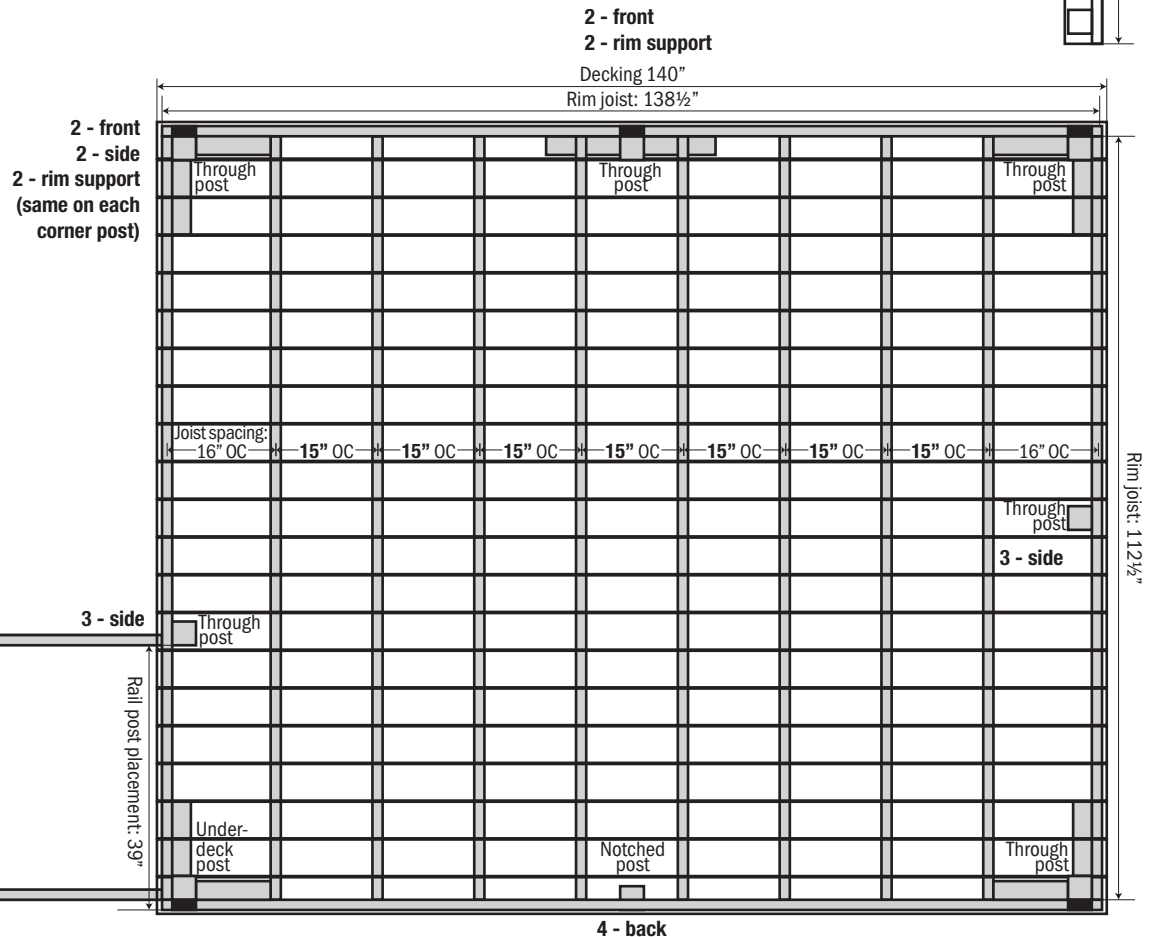 2 - front
2 - rim support
Decking 140”
Rim joist: 138½”
2 - front
2 - side
2 - rim support
(same on each
corner post)
Through
post
Through
post
Through
post
Joist spacing:
16” OC
15” OC
15” OC
15” OC
15” OC
15” OC
15” OC
15” OC
16” OC
Rim joist: 112½”
Through
post
3 - side
3 - side
Through
post
Rail post placement: 39”
Under-
deck
post
Notched
post
Through
post
4 - back